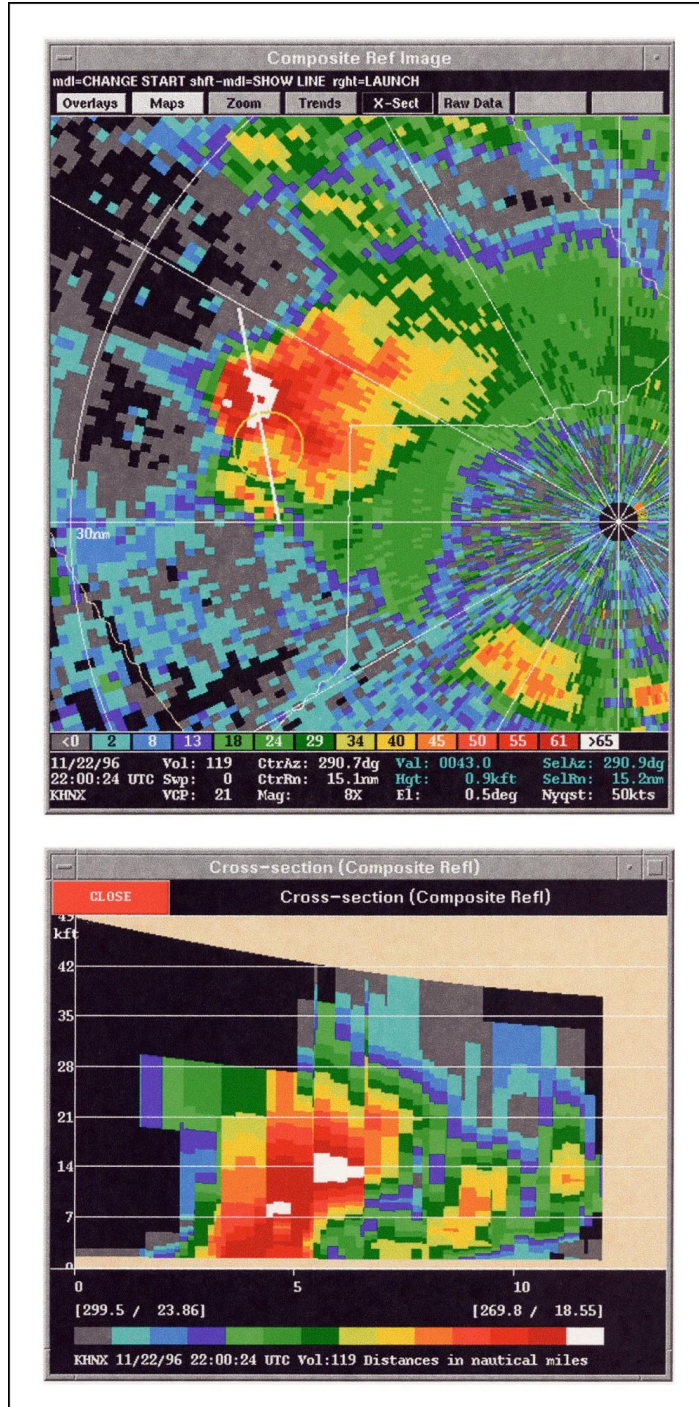 Composite Ref Image
mdl=CHANGE START shft-mdl=SHOW LINE rght=LAUNCH
Overlays Maps Zoom Trends X-Sect Raw Data
30nm
<0 2 8 13 18 24 29 34 40 45 50 55 61 >65
11/22/96 Vol: 119 CtrAz: 290.7dg Val: 0043.0 SelAz: 290.9dg
22:00:24 UTC Swp: 0 CtrRn: 15.1nm Hgt: 0.9kft SelRn: 15.2nm
KHNX VCP: 21 Mag: 8X El: 0.5deg Nyqst: 50kts
Cross-section (Composite Refl)
CLOSE Cross-section (Composite Refl)
49
kft
42
35
28
21
14
7
0
0 5 10
[299.5 / 23.86] [269.8 / 18.55]
KHNX 11/22/96 22:00:24 UTC Vol:119 Distances in nautical miles